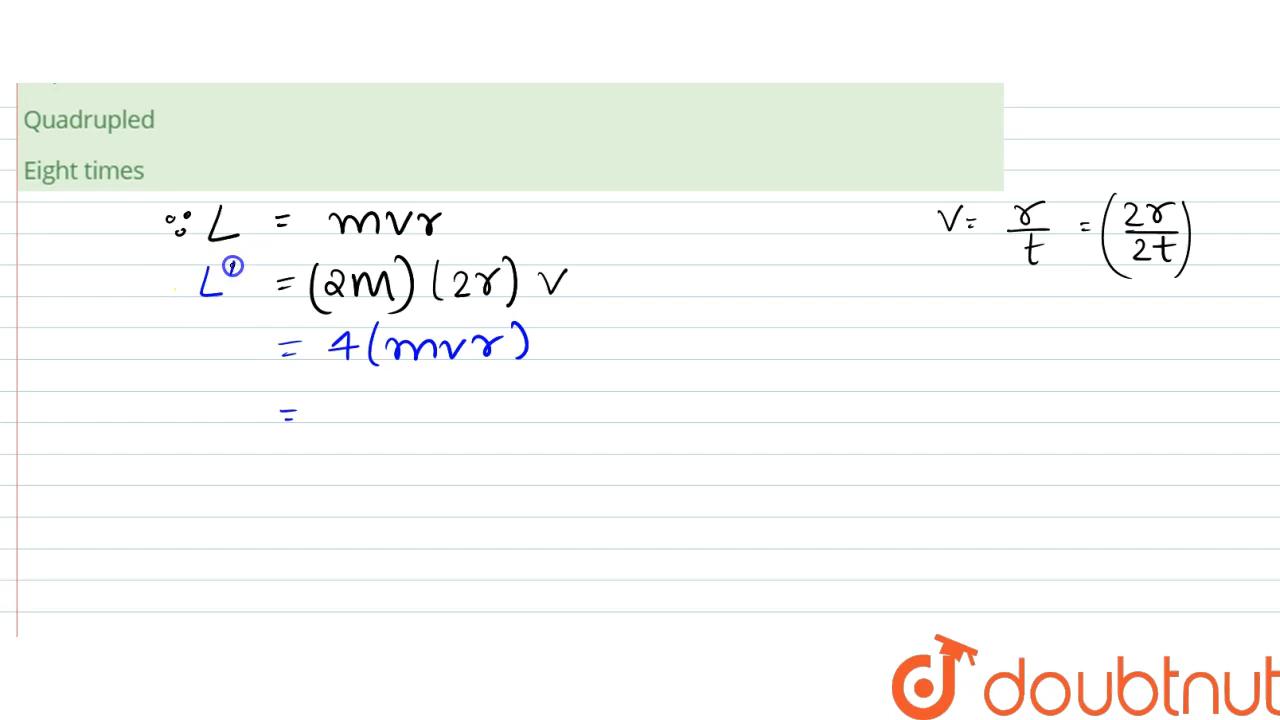 Quadrupled
Eight times
∵ L = mvr
V = r/t = (2r/2t)
L' = (2m) (2r) v
= 4(mvr)
=
doubtnut